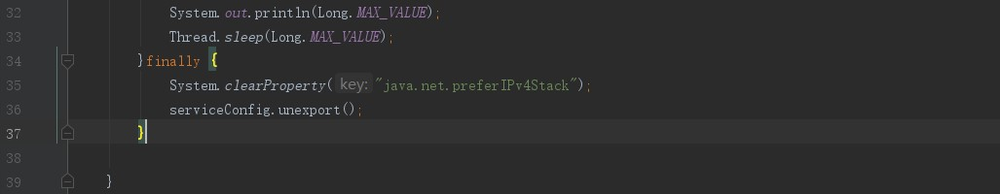 32 System.out.println(Long.MAX_VALUE);
33 Thread.sleep(Long.MAX_VALUE);
34 }finally {
35 System.clearProperty( key: "java.net.preferIPv4Stack");
36 serviceConfig.unexport();
37 }
38
39 }